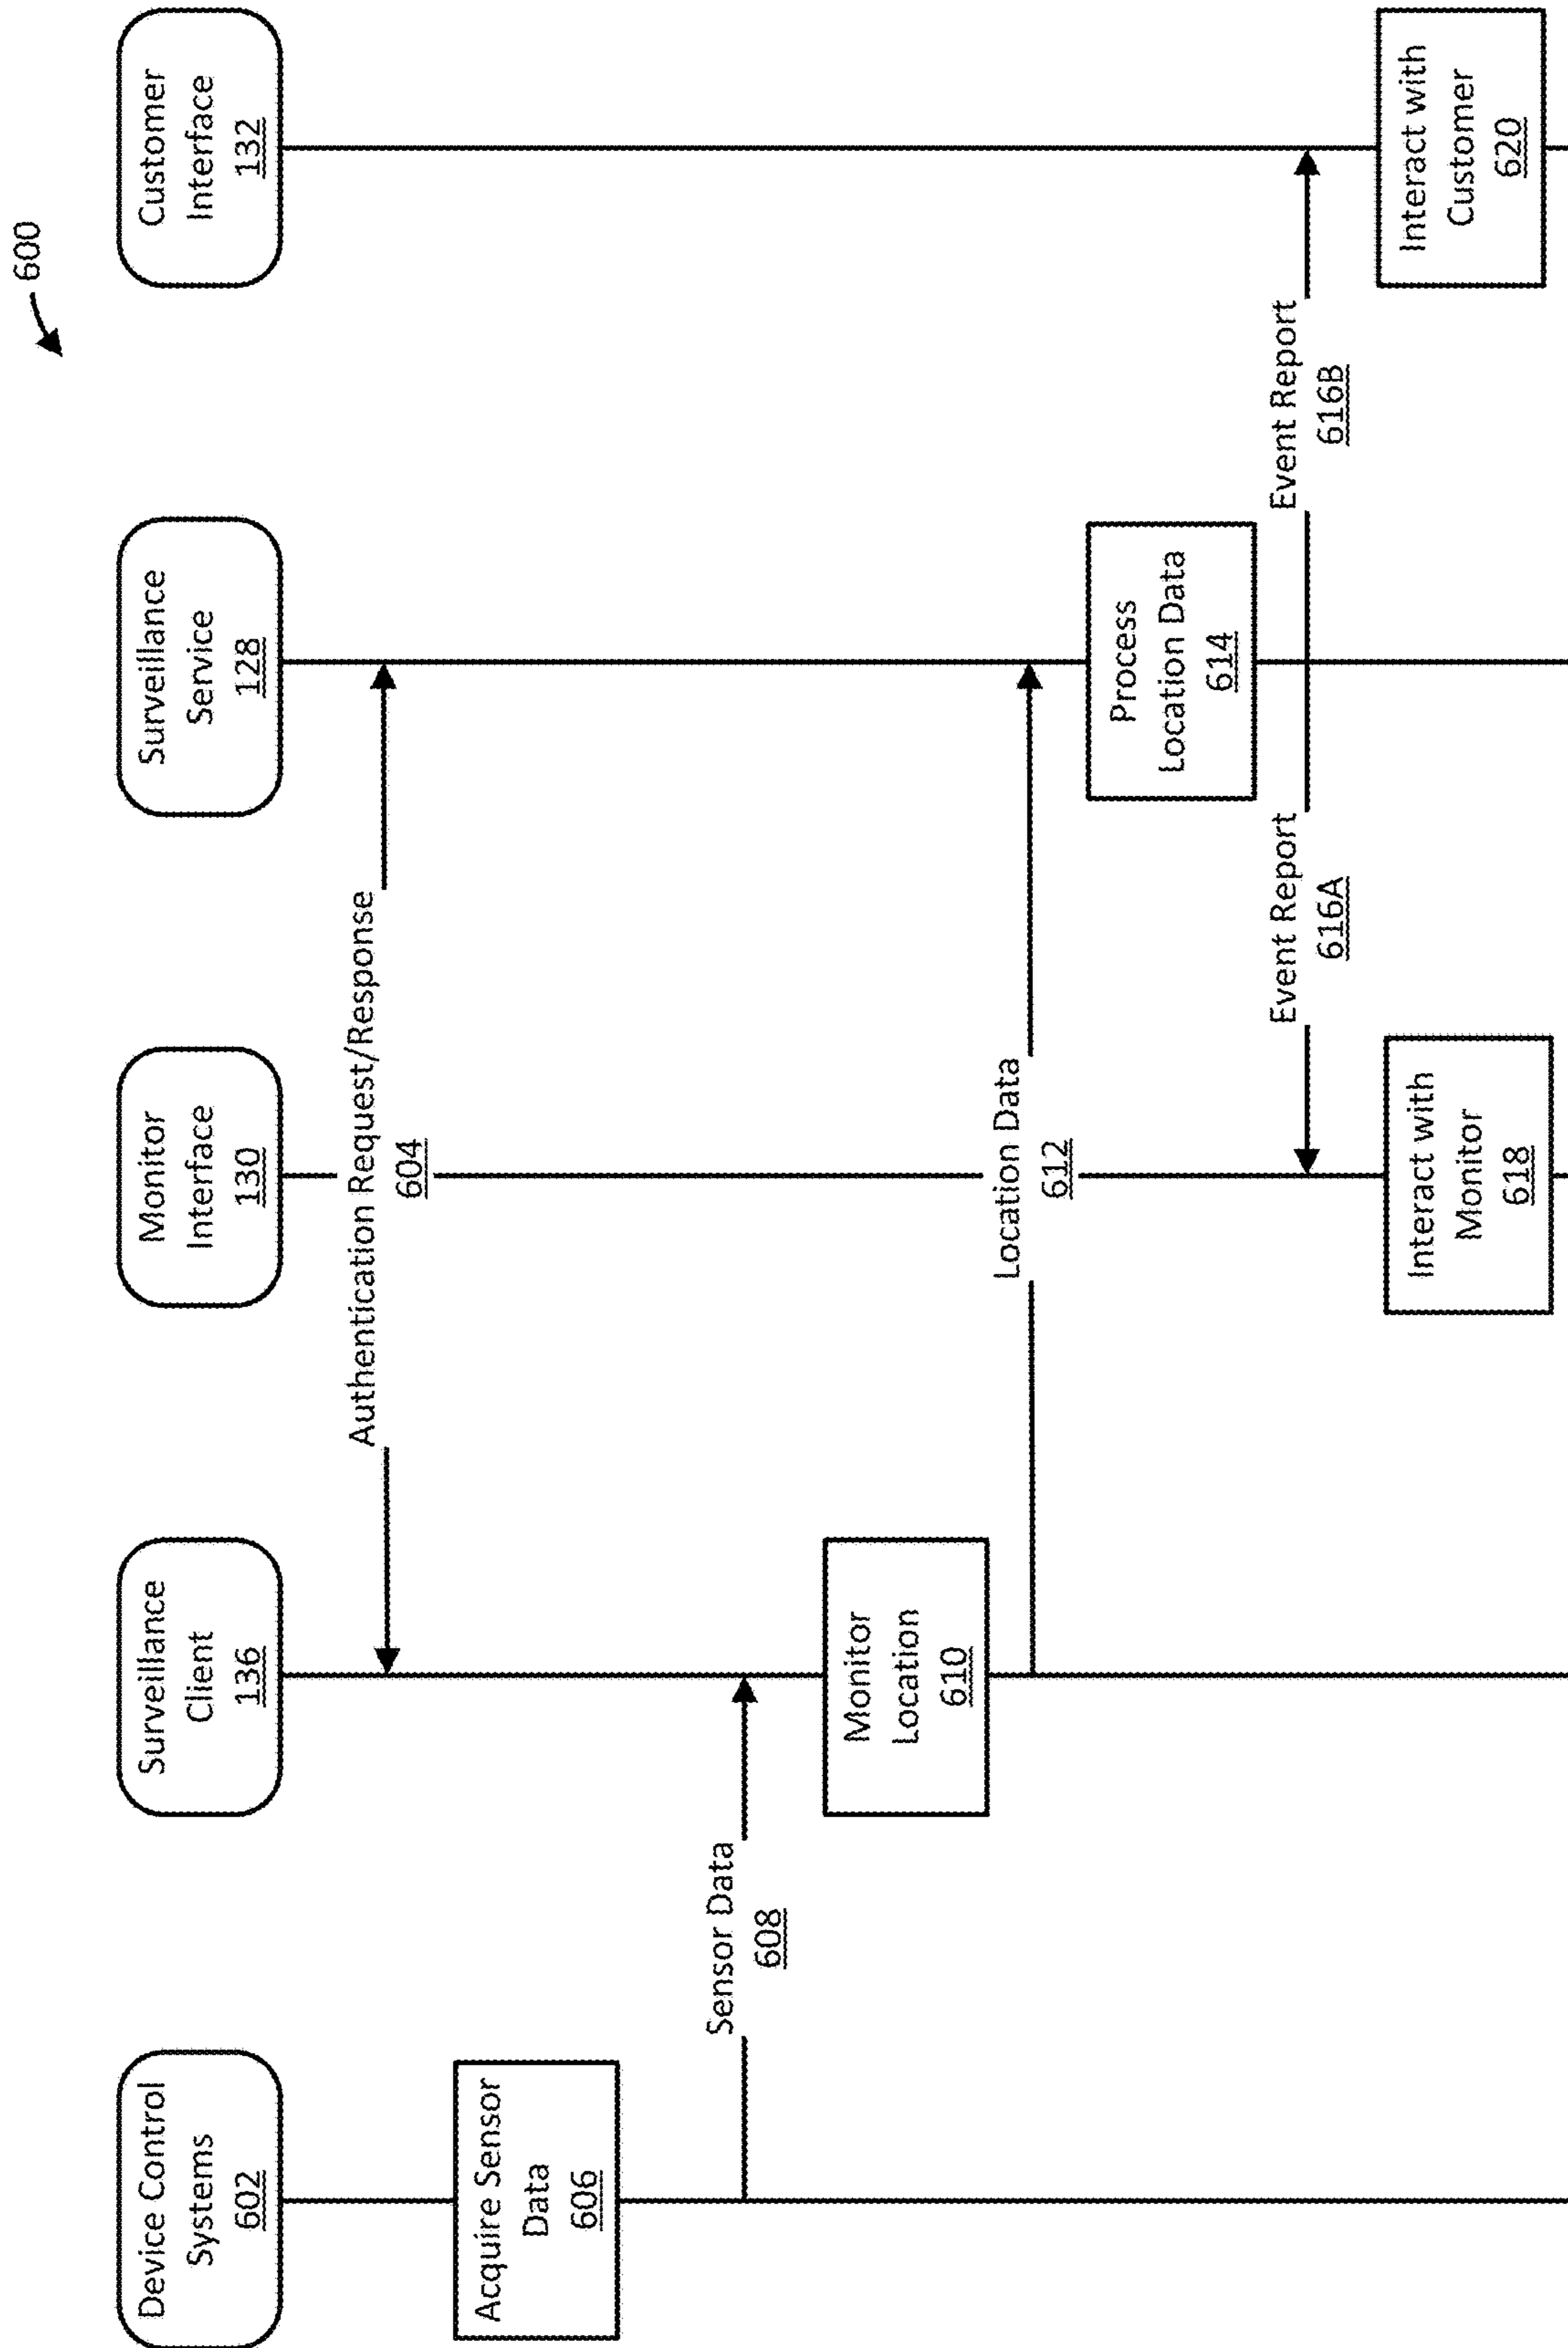 600
Device Control
Systems
602
Surveillance
Client
136
Monitor
Interface
130
Surveillance
Service
128
Customer
Interface
132
Authentication Request/Response
604
Acquire Sensor
Data
606
Sensor Data
608
Monitor
Location
610
Location Data
612
Process
Location Data
614
Event Report
616A
Event Report
616B
Interact with
Monitor
618
Interact with
Customer
620